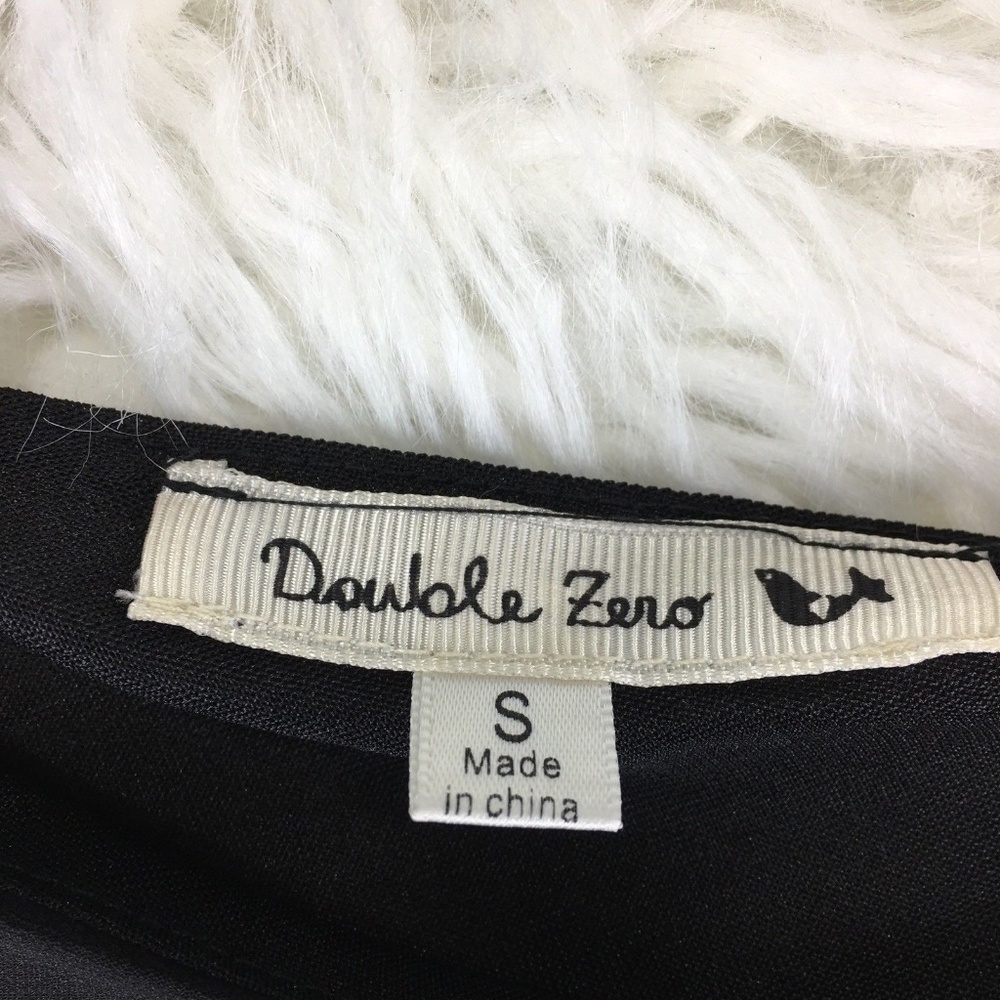 Double Zero
S
Made
in china